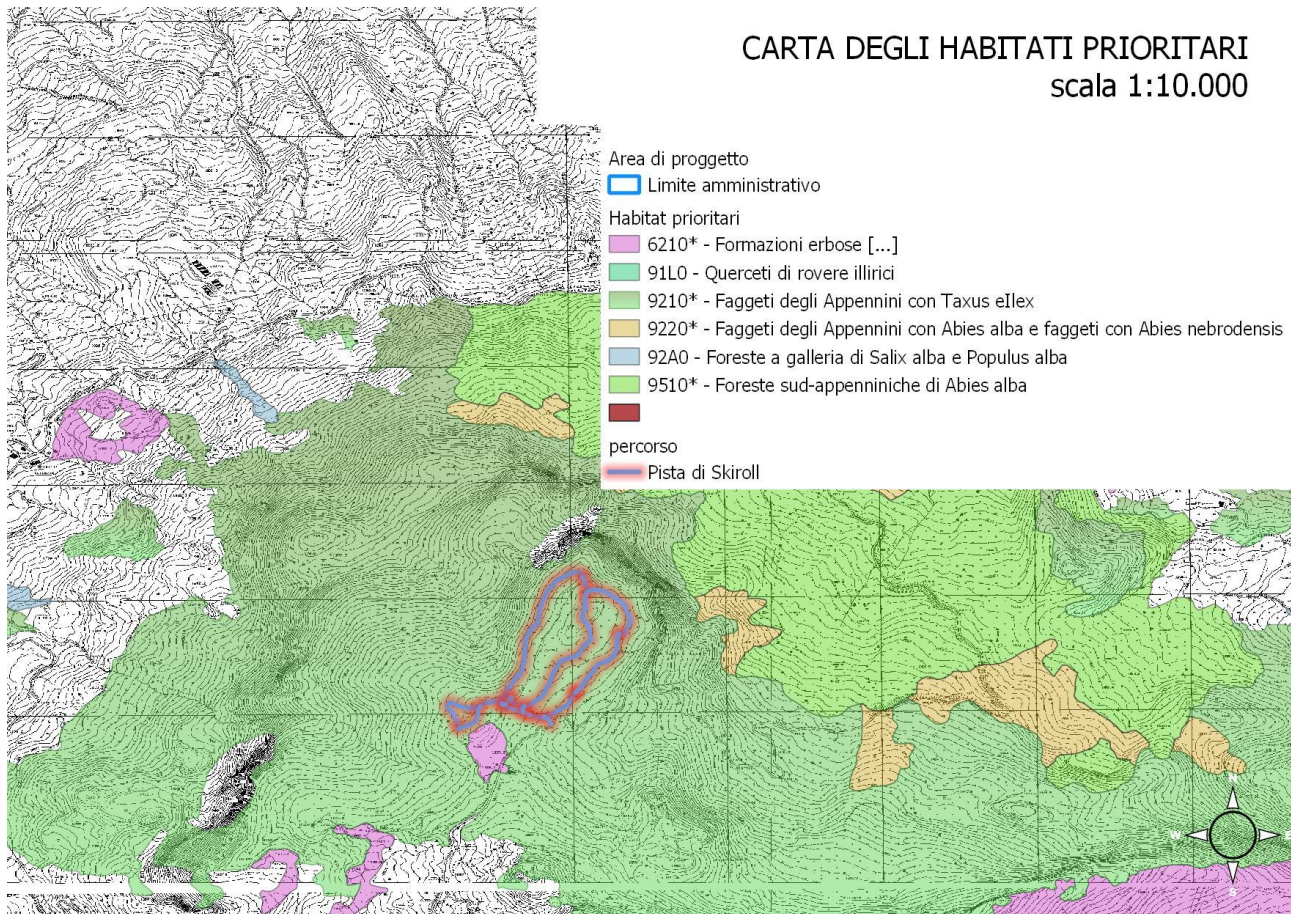 CARTA DEGLI HABITATI PRIORITARI
scala 1:10.000
Area di proggetto
Limite amministrativo
Habitat prioritari
6210* - Formazioni erbose [...]
91L0 - Querceti di rovere illirici
9210* - Faggeti degli Appennini con Taxus eIlex
9220* - Faggeti degli Appennini con Abies alba e faggeti con Abies nebrodensis
92A0 - Foreste a galleria di Salix alba e Populus alba
9510* - Foreste sud-appenniniche di Abies alba
percorso
Pista di Skiroll
N
W
E
S